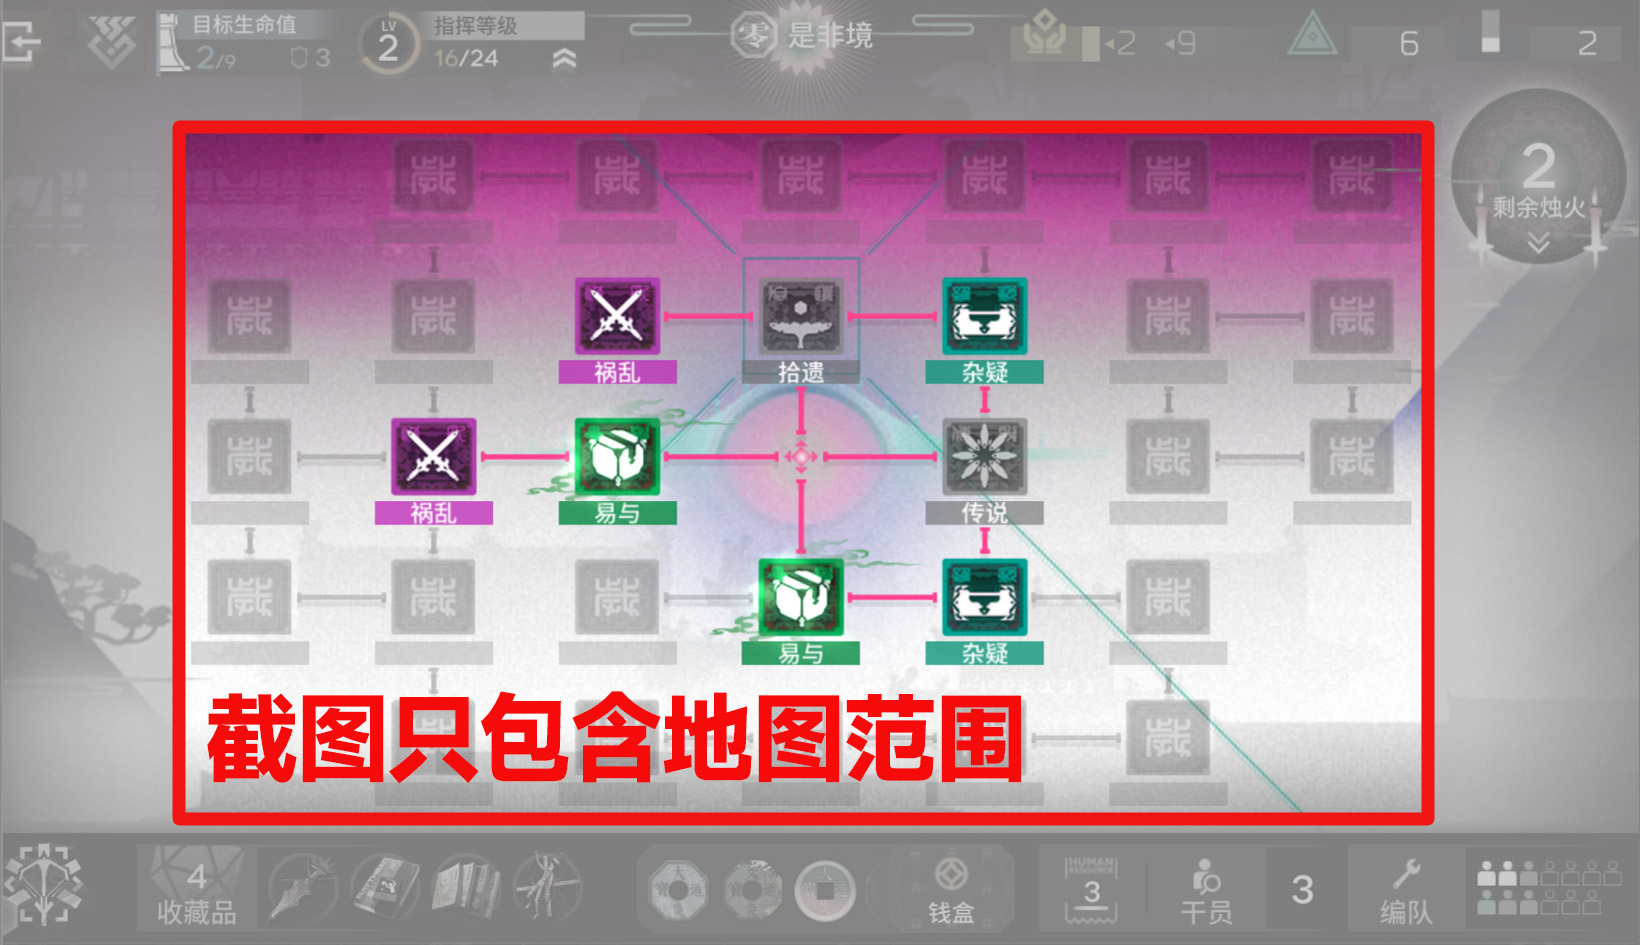 目标生命值
2/9 3
LV
2
指挥等级
16/24
零 是非境
2 9
6
2
2
剩余烛火
祸乱 拾遗 杂疑
祸乱 易与 传说
易与 杂疑
截图只包含地图范围
4
收藏品
钱盒
HUMAN
RESOURCE
3
干员
3
编队